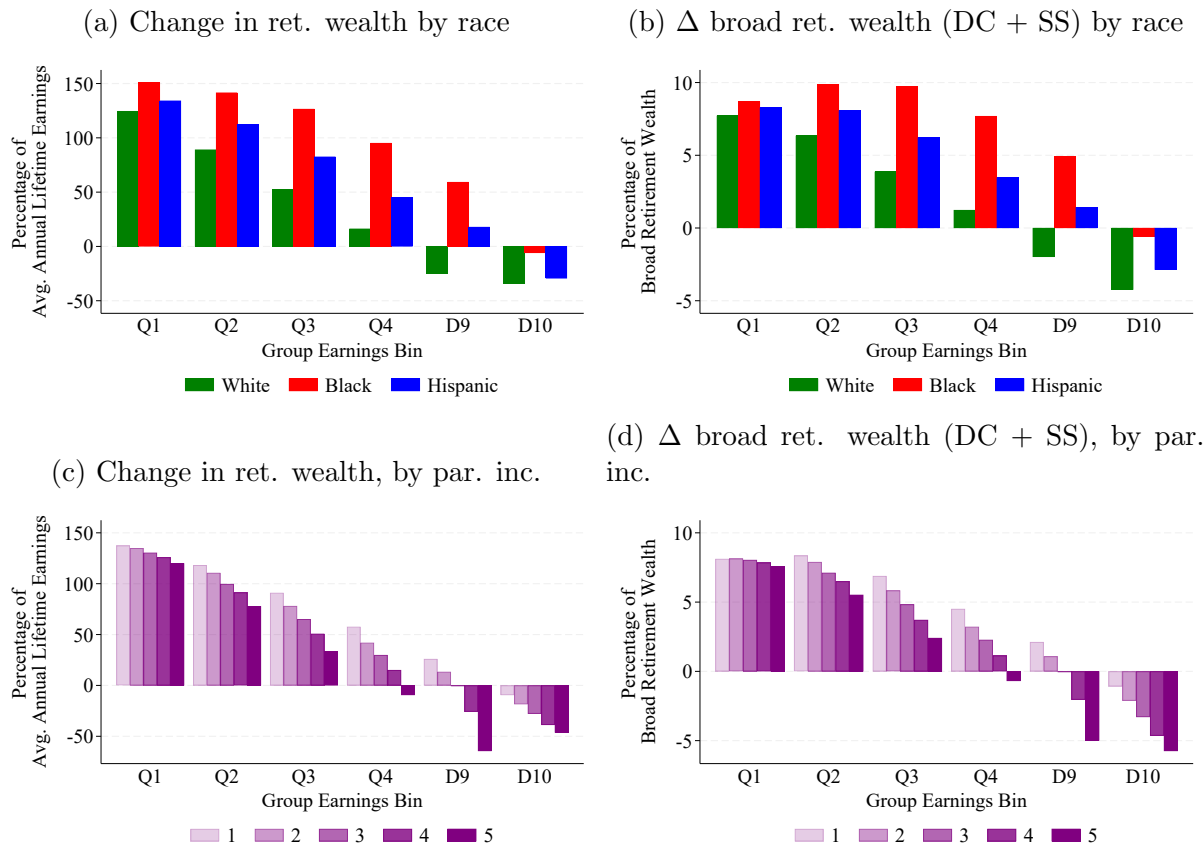 (a) Change in ret. wealth by race
Percentage of
Avg. Annual Lifetime Earnings
150
100
50
0
-50
Q1 Q2 Q3 Q4 D9 D10
Group Earnings Bin
White Black Hispanic
(b) Δ broad ret. wealth (DC + SS) by race
Percentage of
Broad Retirement Wealth
10
5
0
-5
Q1 Q2 Q3 Q4 D9 D10
Group Earnings Bin
White Black Hispanic
(c) Change in ret. wealth, by par. inc.
Percentage of
Avg. Annual Lifetime Earnings
150
100
50
0
-50
Q1 Q2 Q3 Q4 D9 D10
Group Earnings Bin
1 2 3 4 5
(d) Δ broad ret. wealth (DC + SS), by par.
inc.
Percentage of
Broad Retirement Wealth
10
5
0
-5
Q1 Q2 Q3 Q4 D9 D10
Group Earnings Bin
1 2 3 4 5